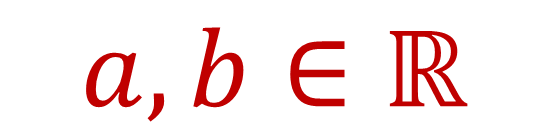 a, b ∈ ℝ